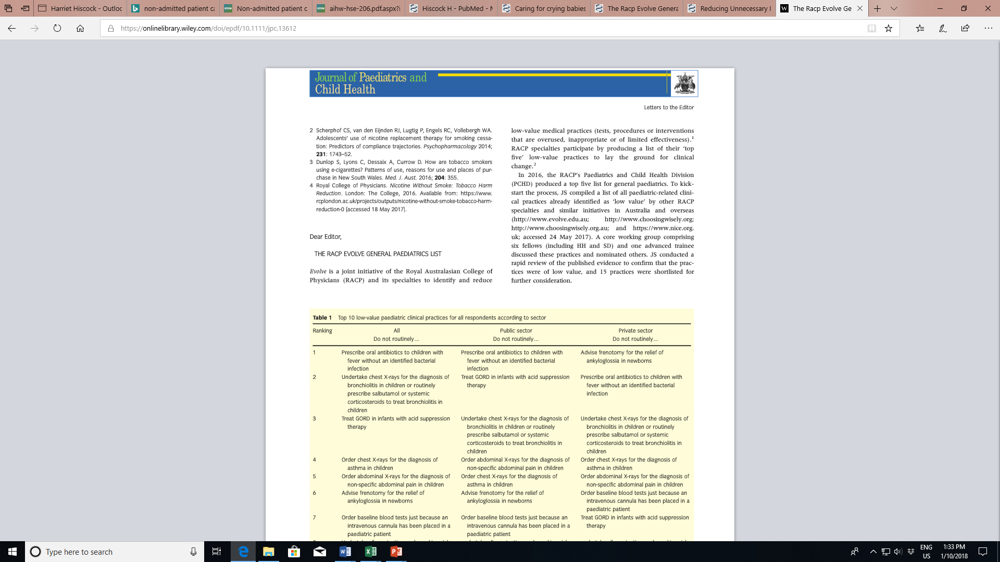 Harriet Hiscock - Outloc
non-admitted patient ca
Non-admitted patient c
aihw-hse-206.pdf.aspx?i
Hiscock H - PubMed - N
Caring for crying babies
The Racp Evolve Genera
Reducing Unnecessary I
The Racp Evolve Ge
https://onlinelibrary.wiley.com/doi/epdf/10.1111/jpc.13612
Journal of Paediatrics and
Child Health
Letters to the Editor
2 Scherphof CS, van den Eijnden RJ, Lugtig P, Engels RC, Vollebergh WA.
Adolescents' use of nicotine replacement therapy for smoking cessa-
tion: Predictors of compliance trajectories. Psychopharmacology 2014;
231: 1743–52.
3 Dunlop S, Lyons C, Dessaix A, Currow D. How are tobacco smokers
using e-cigarettes? Patterns of use, reasons for use and places of pur-
chase in New South Wales. Med. J. Aust. 2016; 204: 355.
4 Royal College of Physicians. Nicotine Without Smoke: Tobacco Harm
Reduction. London: The College, 2016. Available from: https://www.
rcplondon.ac.uk/projects/outputs/nicotine-without-smoke-tobacco-harm-
reduction-0 [accessed 18 May 2017].
Dear Editor,
THE RACP EVOLVE GENERAL PAEDIATRICS LIST
Evolve is a joint initiative of the Royal Australasian College of
Physicians (RACP) and its specialties to identify and reduce
low-value medical practices (tests, procedures or interventions
that are overused, inappropriate or of limited effectiveness).1
RACP specialties participate by producing a list of their 'top
five' low-value practices to lay the ground for clinical
change.2
In 2016, the RACP's Paediatrics and Child Health Division
(PCHD) produced a top five list for general paediatrics. To kick-
start the process, JS compiled a list of all paediatric-related clini-
cal practices already identified as 'low value' by other RACP
specialties and similar initiatives in Australia and overseas
(http://www.evolve.edu.au; http://www.choosingwisely.org;
http://www.choosingwisely.org.au; and https://www.nice.org.
uk; accessed 24 May 2017). A core working group comprising
six fellows (including HH and SD) and one advanced trainee
discussed these practices and nominated others. JS conducted a
rapid review of the published evidence to confirm that the prac-
tices were of low value, and 15 practices were shortlisted for
further consideration.
Table 1 Top 10 low-value paediatric clinical practices for all respondents according to sector
Ranking All Public sector Private sector
Do not routinely... Do not routinely... Do not routinely...
1 Prescribe oral antibiotics to children with Prescribe oral antibiotics to children with Advise frenotomy for the relief of
fever without an identified bacterial fever without an identified bacterial ankyloglossia in newborns
infection infection
2 Undertake chest X-rays for the diagnosis of Treat GORD in infants with acid suppression Prescribe oral antibiotics to children with
bronchiolitis in children or routinely therapy fever without an identified bacterial
prescribe salbutamol or systemic infection
corticosteroids to treat bronchiolitis in
children
3 Treat GORD in infants with acid suppression Undertake chest X-rays for the diagnosis of Undertake chest X-rays for the diagnosis of
therapy bronchiolitis in children or routinely bronchiolitis in children or routinely
prescribe salbutamol or systemic prescribe salbutamol or systemic
corticosteroids to treat bronchiolitis in corticosteroids to treat bronchiolitis in
children children
4 Order chest X-rays for the diagnosis of Order abdominal X-rays for the diagnosis of Order chest X-rays for the diagnosis of
asthma in children non-specific abdominal pain in children asthma in children
5 Order abdominal X-rays for the diagnosis of Order chest X-rays for the diagnosis of Order abdominal X-rays for the diagnosis of
non-specific abdominal pain in children asthma in children non-specific abdominal pain in children
6 Advise frenotomy for the relief of Advise frenotomy for the relief of Order baseline blood tests just because an
ankyloglossia in newborns ankyloglossia in newborns intravenous cannula has been placed in a
paediatric patient
7 Order baseline blood tests just because an Order baseline blood tests just because an Treat GORD in infants with acid suppression
intravenous cannula has been placed in a intravenous cannula has been placed in a therapy
paediatric patient paediatric patient
Type here to search
ENG
US
1:33 PM
1/10/2018